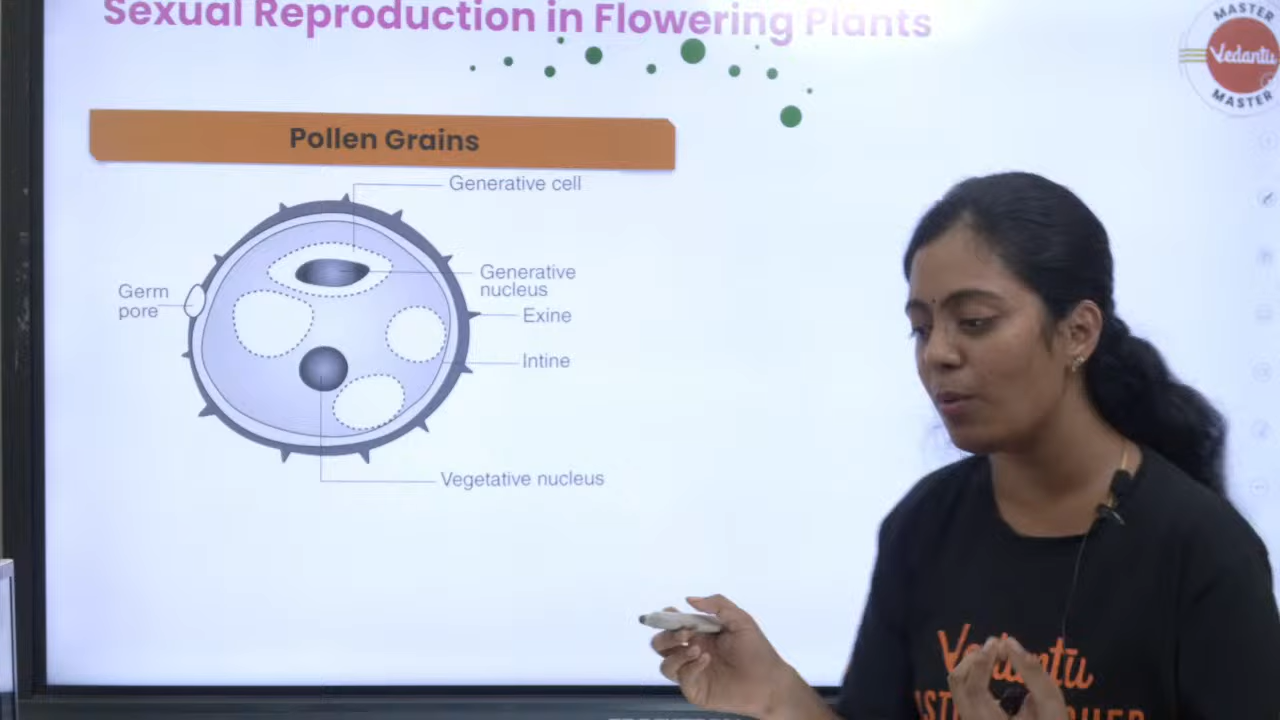 Sexual Reproduction in Flowering Plants
MASTER
Vedantu
MASTER
Pollen Grains
Generative cell
Generative
nucleus
Germ
pore
Exine
Intine
Vegetative nucleus
Vedantu